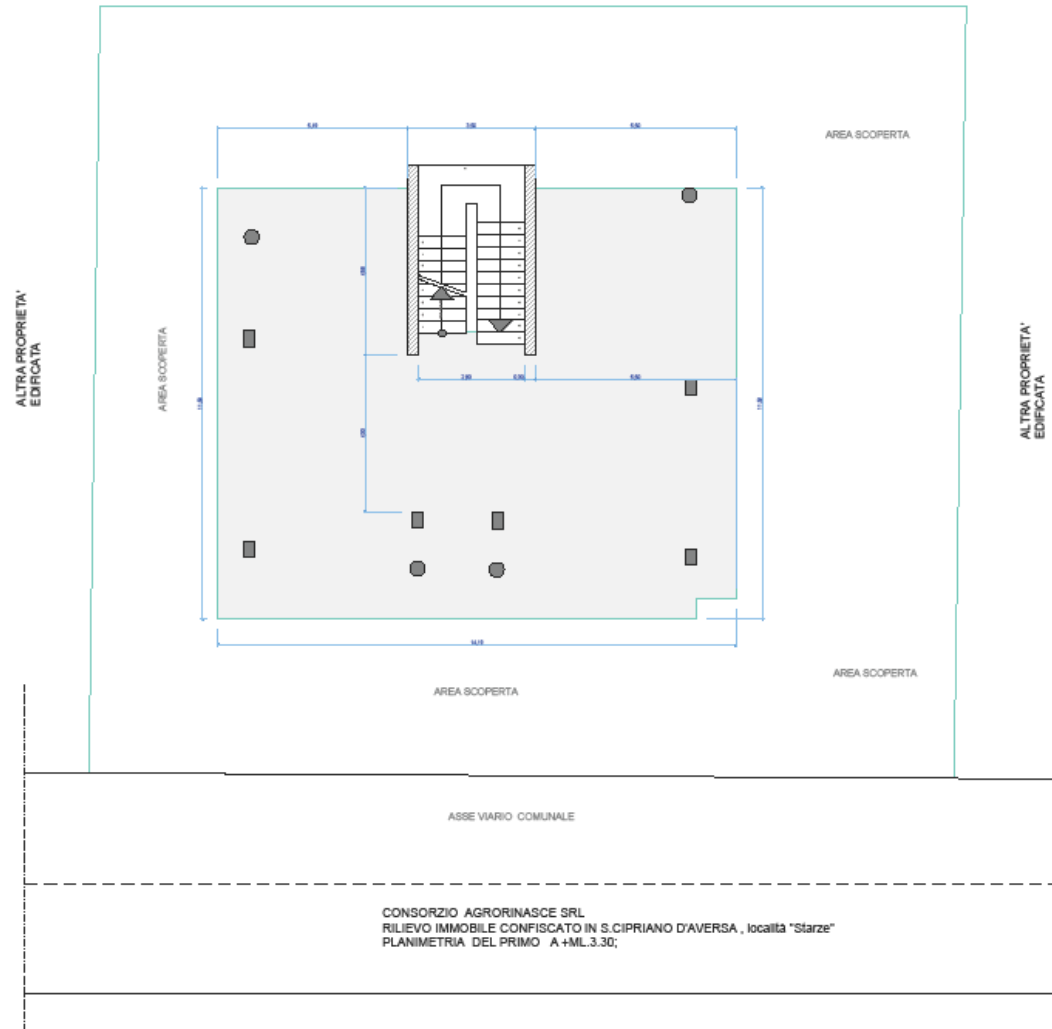 AREA SCOPERTA
ALTRA PROPRIETA'
EDIFICATA
AREA SCOPERTA
ALTRA PROPRIETA'
EDIFICATA
AREA SCOPERTA
AREA SCOPERTA
ASSE VIARIO COMUNALE
CONSORZIO AGRORINASCE SRL
RILIEVO IMMOBILE CONFISCATO IN S.CIPRIANO D'AVERSA , località "Starze"
PLANIMETRIA DEL PRIMO A +ML.3.30;